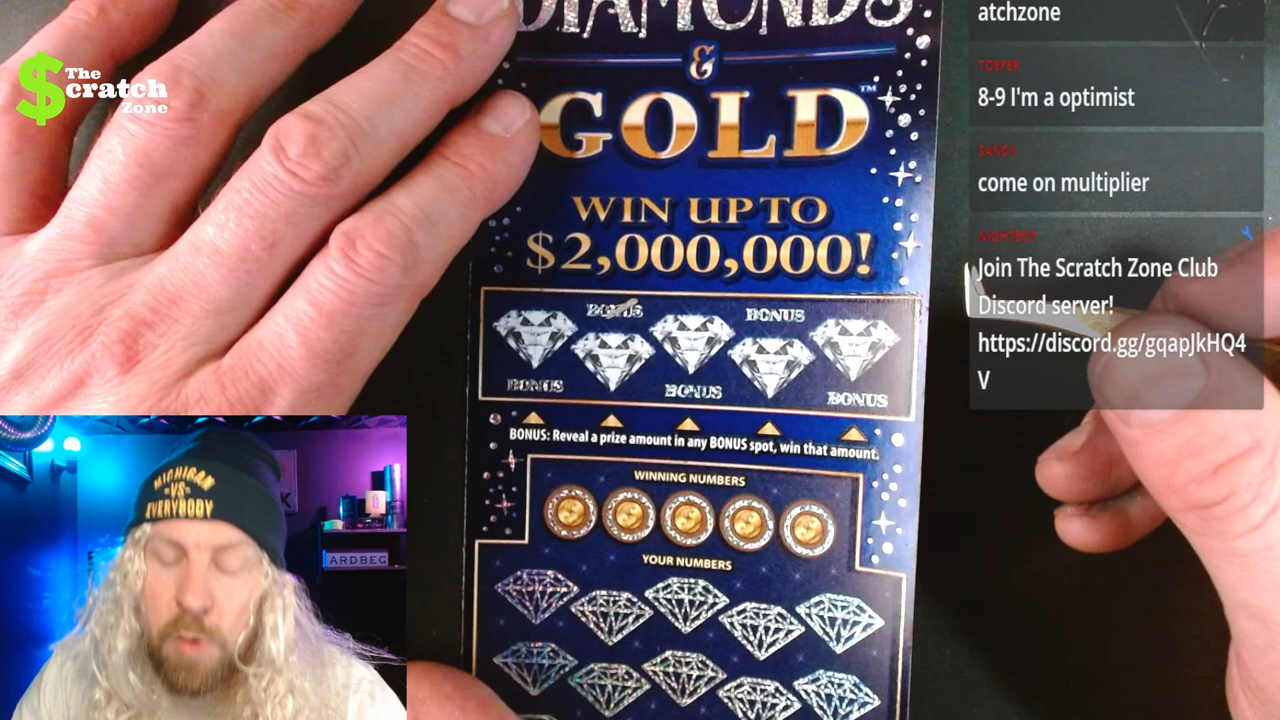 The
$cratch
Zone
DIAMONDS
&
GOLD™
WIN UP TO
$2,000,000!
BONUS
BONUS
BONUS
BONUS
BONUS
BONUS: Reveal a prize amount in any BONUS spot, win that amount.
WINNING NUMBERS
YOUR NUMBERS
MICHIGAN
-VS-
EVERYBODY
ARDBEG
atchzone
TOEFER
8-9 I'm a optimist
SANDY
come on multiplier
NIGHTBOT
Join The Scratch Zone Club
Discord server!
https://discord.gg/gqapJkHQ4
V